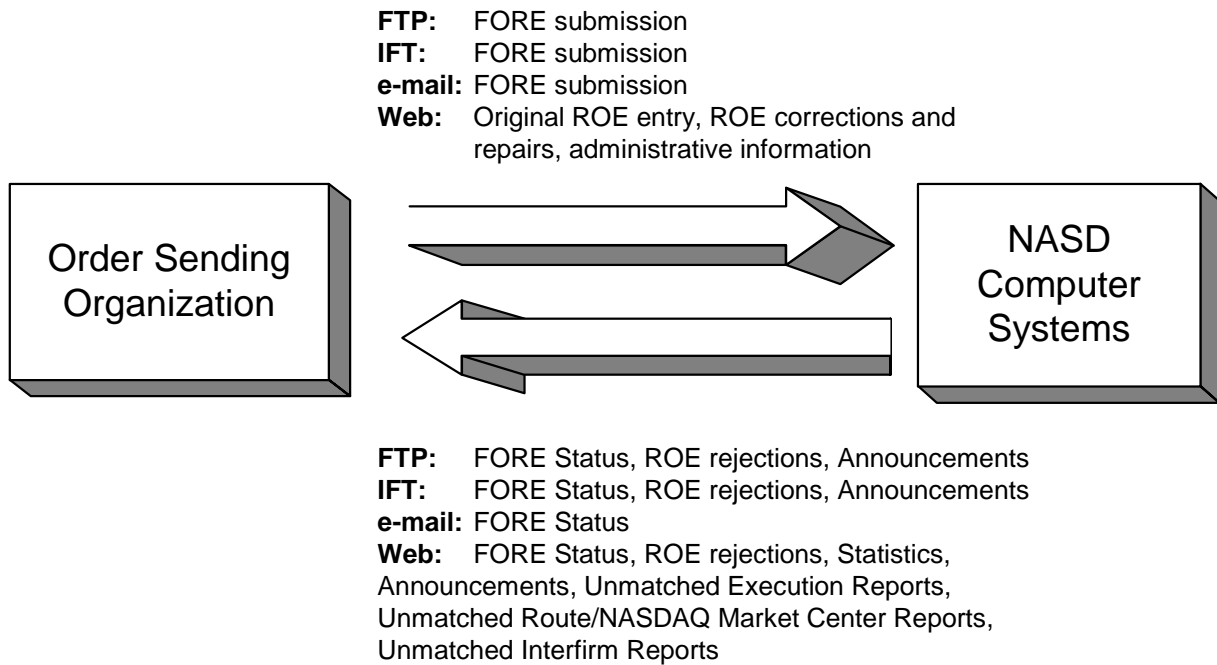 FTP: FORE submission
IFT: FORE submission
e-mail: FORE submission
Web: Original ROE entry, ROE corrections and
repairs, administrative information
Order Sending
Organization
NASD
Computer
Systems
FTP: FORE Status, ROE rejections, Announcements
IFT: FORE Status, ROE rejections, Announcements
e-mail: FORE Status
Web: FORE Status, ROE rejections, Statistics,
Announcements, Unmatched Execution Reports,
Unmatched Route/NASDAQ Market Center Reports,
Unmatched Interfirm Reports